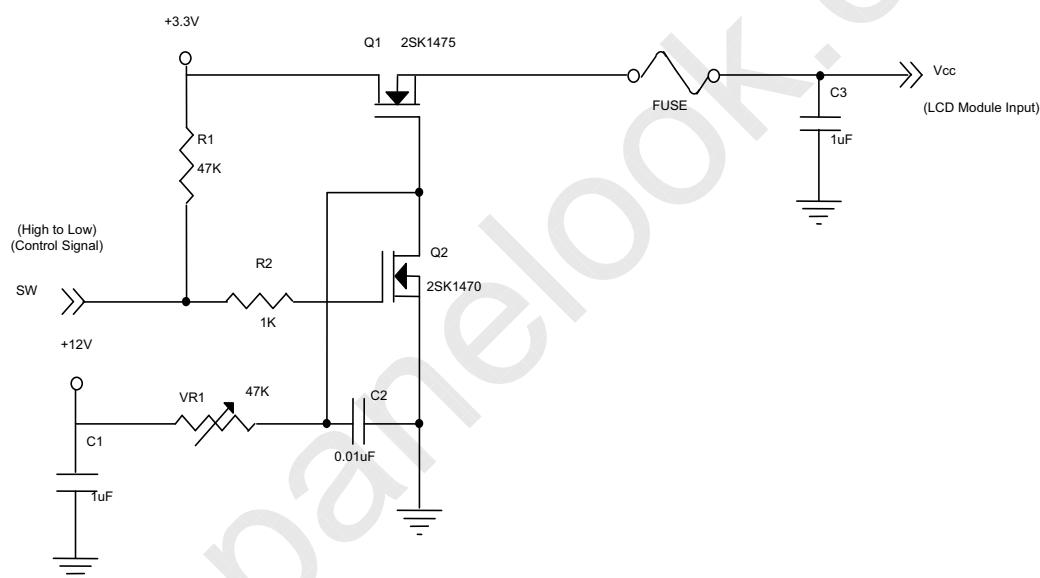 +3.3V
Q1 2SK1475
Vcc
FUSE
C3
(LCD Module Input)
R1
1uF
47K
(High to Low)
(Control Signal)
Q2
R2
SW
2SK1470
1K
+12V
VR1
47K
C2
C1
0.01uF
1uF
panelook.